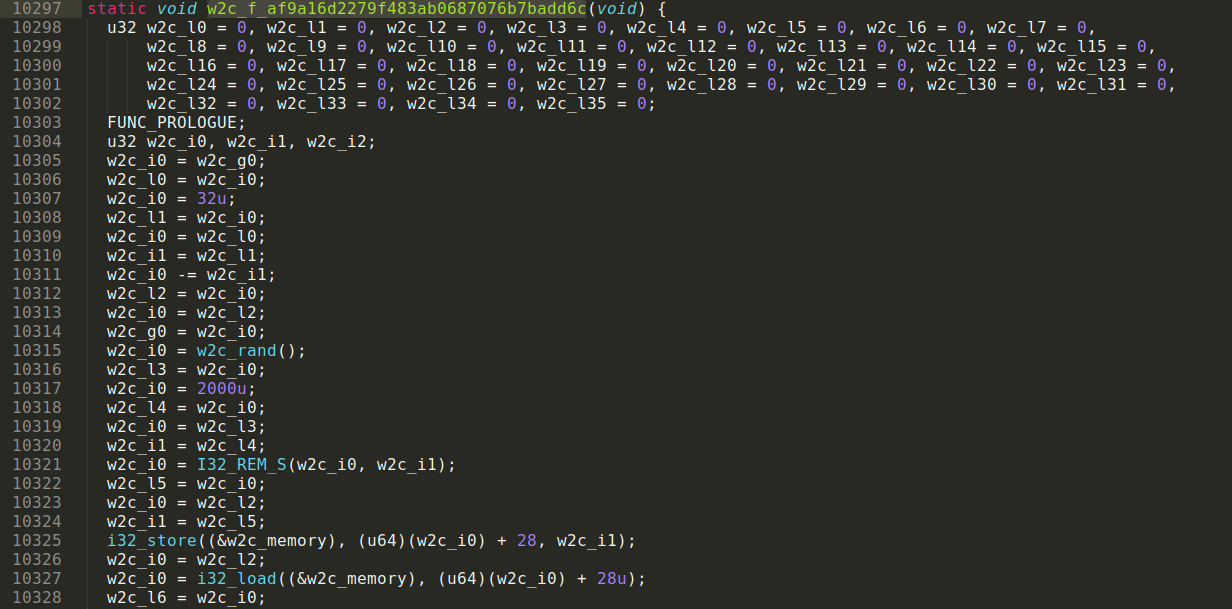 10297 static void w2c_f_af9a16d2279f483ab0687076b7badd6c(void) {
10298   u32 w2c_l0 = 0, w2c_l1 = 0, w2c_l2 = 0, w2c_l3 = 0, w2c_l4 = 0, w2c_l5 = 0, w2c_l6 = 0, w2c_l7 = 0,
10299       w2c_l8 = 0, w2c_l9 = 0, w2c_l10 = 0, w2c_l11 = 0, w2c_l12 = 0, w2c_l13 = 0, w2c_l14 = 0, w2c_l15 = 0,
10300       w2c_l16 = 0, w2c_l17 = 0, w2c_l18 = 0, w2c_l19 = 0, w2c_l20 = 0, w2c_l21 = 0, w2c_l22 = 0, w2c_l23 = 0,
10301       w2c_l24 = 0, w2c_l25 = 0, w2c_l26 = 0, w2c_l27 = 0, w2c_l28 = 0, w2c_l29 = 0, w2c_l30 = 0, w2c_l31 = 0,
10302       w2c_l32 = 0, w2c_l33 = 0, w2c_l34 = 0, w2c_l35 = 0;
10303   FUNC_PROLOGUE;
10304   u32 w2c_i0, w2c_i1, w2c_i2;
10305   w2c_i0 = w2c_g0;
10306   w2c_l0 = w2c_i0;
10307   w2c_i0 = 32u;
10308   w2c_l1 = w2c_i0;
10309   w2c_i0 = w2c_l0;
10310   w2c_i1 = w2c_l1;
10311   w2c_i0 -= w2c_i1;
10312   w2c_l2 = w2c_i0;
10313   w2c_i0 = w2c_l2;
10314   w2c_g0 = w2c_i0;
10315   w2c_i0 = w2c_rand();
10316   w2c_l3 = w2c_i0;
10317   w2c_i0 = 2000u;
10318   w2c_l4 = w2c_i0;
10319   w2c_i0 = w2c_l3;
10320   w2c_i1 = w2c_l4;
10321   w2c_i0 = I32_REM_S(w2c_i0, w2c_i1);
10322   w2c_l5 = w2c_i0;
10323   w2c_i0 = w2c_l2;
10324   w2c_i1 = w2c_l5;
10325   i32_store((&w2c_memory), (u64)(w2c_i0) + 28, w2c_i1);
10326   w2c_i0 = w2c_l2;
10327   w2c_i0 = i32_load((&w2c_memory), (u64)(w2c_i0) + 28u);
10328   w2c_l6 = w2c_i0;